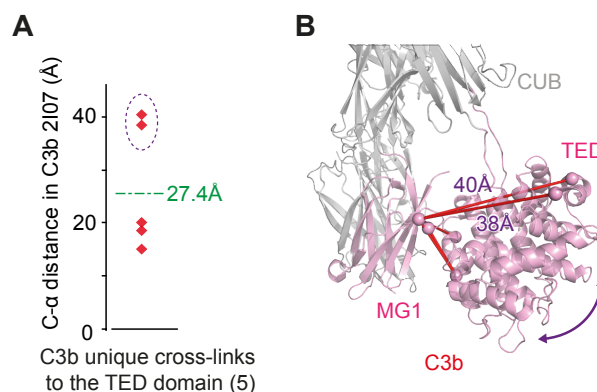 A
C-α distance in C3b 2I07 (Å)
40
27.4Å
20
0
C3b unique cross-links
to the TED domain (5)
B
CUB
TED
40Å
38Å
MG1
C3b